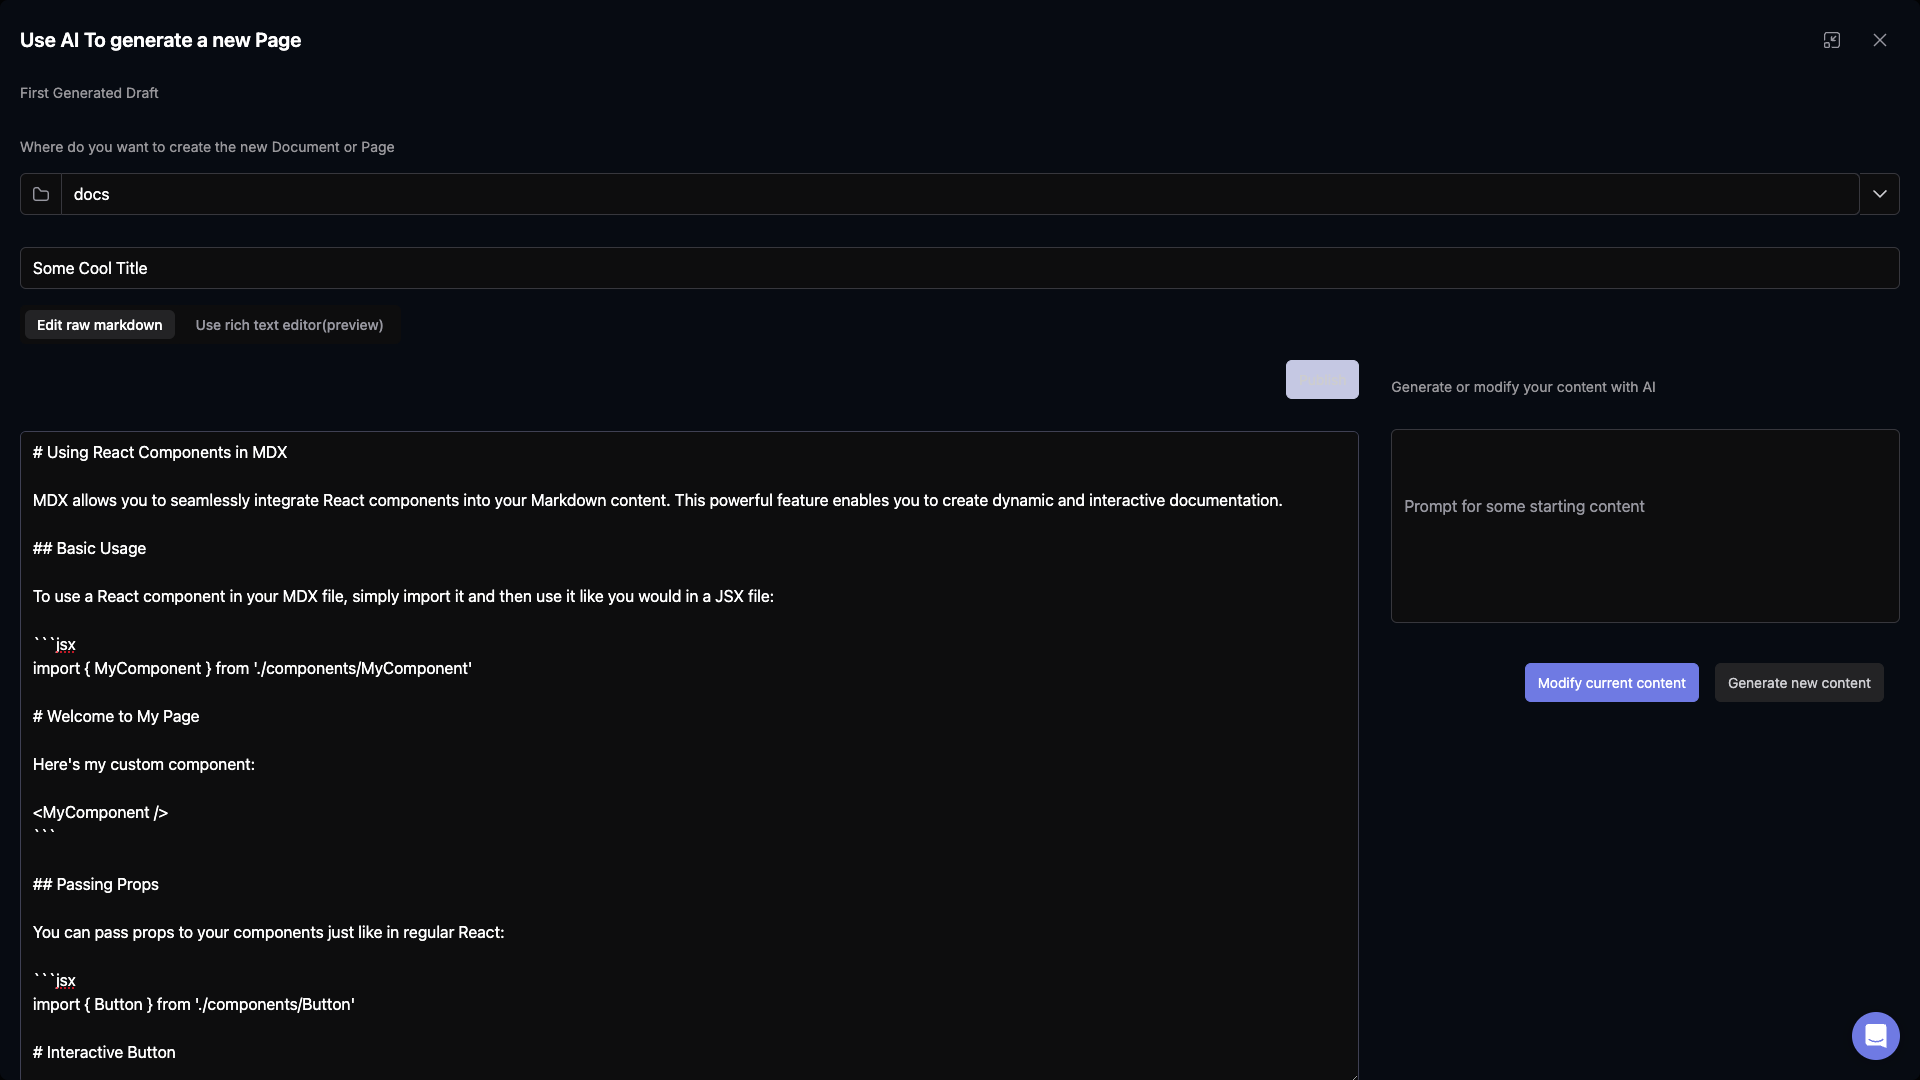 Use AI To generate a new Page
First Generated Draft
Where do you want to create the new Document or Page
docs
Some Cool Title
Edit raw markdown
Use rich text editor(preview)
Generate or modify your content with AI
# Using React Components in MDX
MDX allows you to seamlessly integrate React components into your Markdown content. This powerful feature enables you to create dynamic and interactive documentation.
## Basic Usage
To use a React component in your MDX file, simply import it and then use it like you would in a JSX file:
```jsx
import { MyComponent } from './components/MyComponent'
# Welcome to My Page
Here's my custom component:
<MyComponent />
```
## Passing Props
You can pass props to your components just like in regular React:
```jsx
import { Button } from './components/Button'
# Interactive Button
Prompt for some starting content
Modify current content
Generate new content